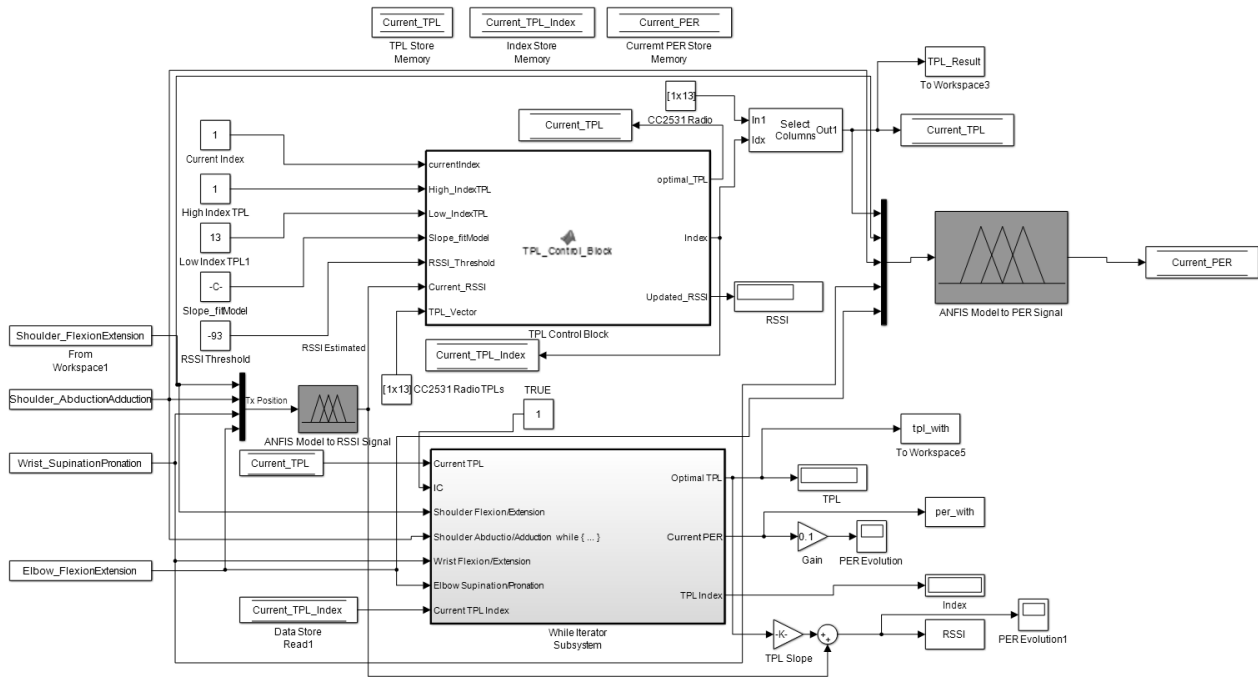 Current_TPL
TPL Store
Memory
Current_TPL_Index
Index Store
Memory
Current_PER
Curremt PER Store
Memory
TPL_Result
To Workspace3
[1x13]
CC2531 Radio
In1
Idx
Select
Columns
Out1
Current_TPL
Current_TPL
1
Current Index
1
High Index TPL
13
Low Index TPL1
-C-
Slope_fitModel
-93
RSSI Threshold
currentIndex
High_IndexTPL
Low_IndexTPL
Slope_fitModel
RSSI_Threshold
Current_RSSI
TPL_Vector
TPL_Control_Block
optimal_TPL
Index
Updated_RSSI
TPL Control Block
RSSI
ANFIS Model to PER Signal
Current_PER
Shoulder_FlexionExtension
From
Workspace1
Shoulder_AbductionAdduction
Wrist_SupinationPronation
Elbow_FlexionExtension
Tx Position
RSSI Estimated
ANFIS Model to RSSI Signal
Current_TPL_Index
[1x13]
CC2531 RadioTPLs
TRUE
1
Current_TPL
Current_TPL_Index
Data Store
Read1
Current TPL
IC
Shoulder Flexion/Extension
Shoulder Abductio/Adduction while { ... }
Wrist Flexion/Extension
Elbow Supination/Pronation
Current TPL Index
Optimal TPL
Current PER
TPL Index
While Iterator
Subsystem
tpl_with
To Workspace5
TPL
per_with
0.1
Gain
PER Evolution
Index
-K-
TPL Slope
RSSI
PER Evolution1